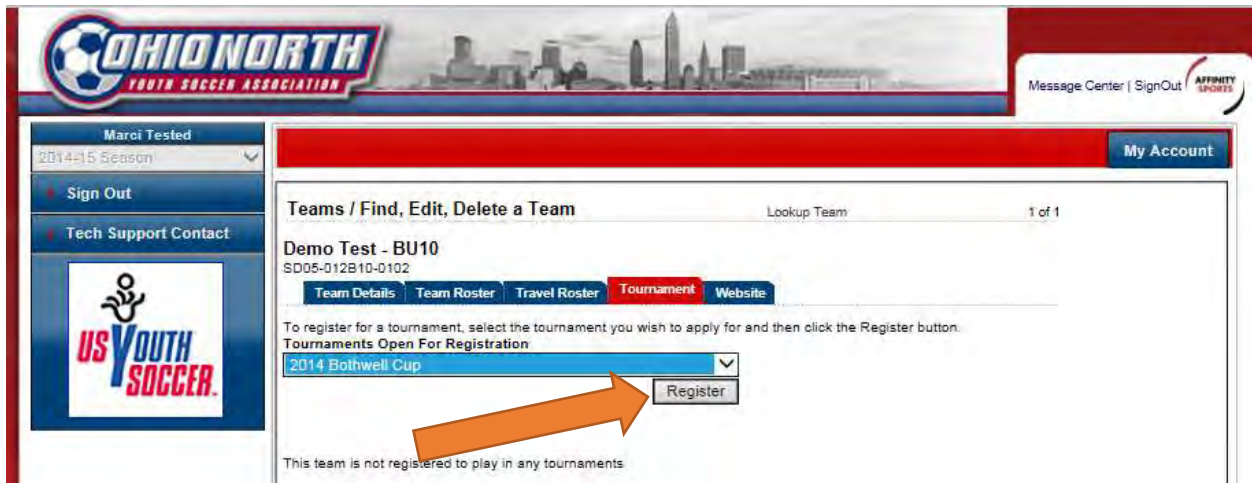 OHIO NORTH
YOUTH SOCCER ASSOCIATION
Message Center | SignOut
AFFINITY
SPORTS
Marci Tested
2014-15 Season
My Account
Sign Out
Tech Support Contact
Teams / Find, Edit, Delete a Team
Lookup Team
1 of 1
Demo Test - BU10
SD05-012B10-0102
Team Details
Team Roster
Travel Roster
Tournament
Website
To register for a tournament, select the tournament you wish to apply for and then click the Register button.
Tournaments Open For Registration
2014 Bothwell Cup
Register
US YOUTH
SOCCER.
This team is not registered to play in any tournaments